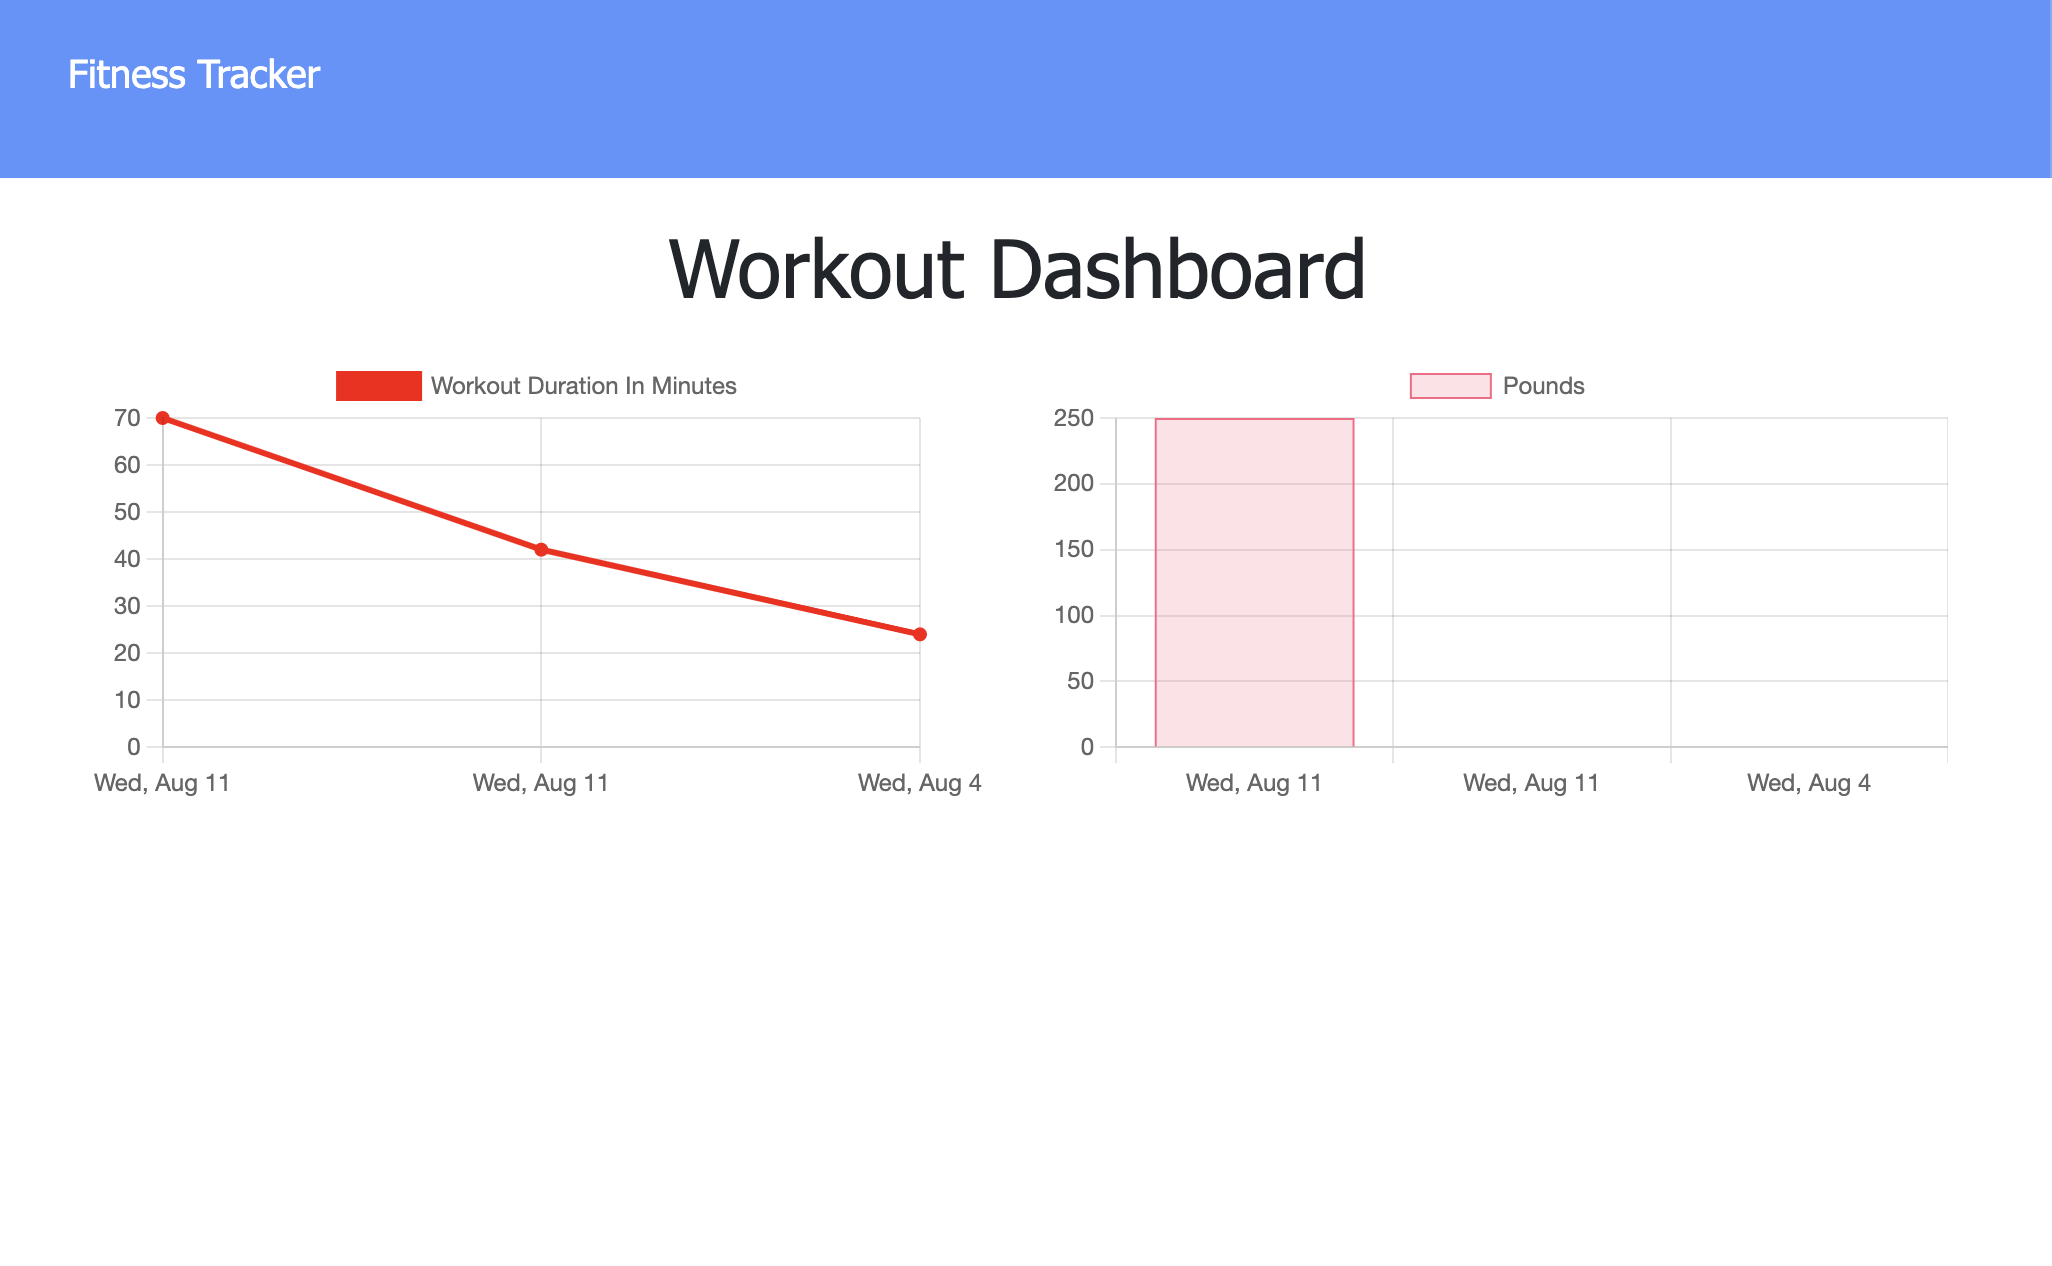 Fitness Tracker
Workout Dashboard
Workout Duration In Minutes
70
60
50
40
30
20
10
0
Wed, Aug 11 Wed, Aug 11 Wed, Aug 4
Pounds
250
200
150
100
50
0
Wed, Aug 11 Wed, Aug 11 Wed, Aug 4